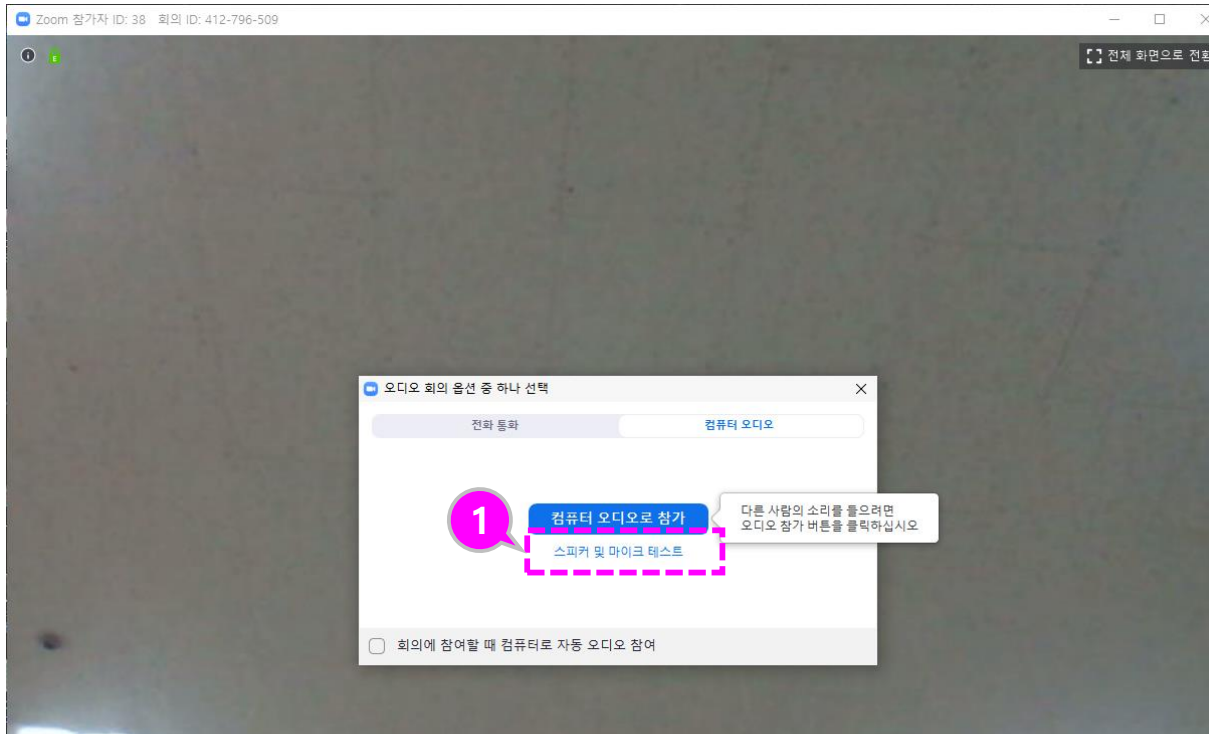 Zoom 참가자 ID: 38 회의 ID: 412-796-509
전체 화면으로 전환
오디오 회의 옵션 중 하나 선택
전화 통화
컴퓨터 오디오
1
컴퓨터 오디오로 참가
다른 사람의 소리를 들으려면
오디오 참가 버튼을 클릭하십시오
스피커 및 마이크 테스트
회의에 참여할 때 컴퓨터로 자동 오디오 참여